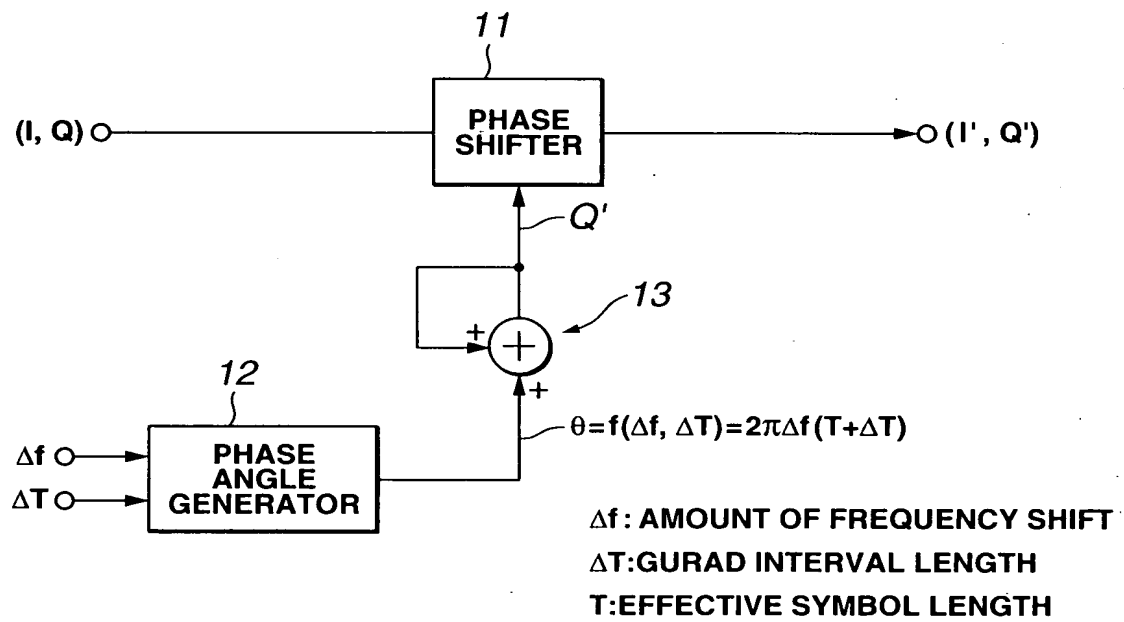 11
(I, Q)
PHASE
SHIFTER
(I', Q')
Q'
+
+
13
+
12
Δf
ΔT
PHASE
ANGLE
GENERATOR
θ=f(Δf, ΔT)=2πΔf(T+ΔT)
Δf: AMOUNT OF FREQUENCY SHIFT
ΔT:GURAD INTERVAL LENGTH
T:EFFECTIVE SYMBOL LENGTH